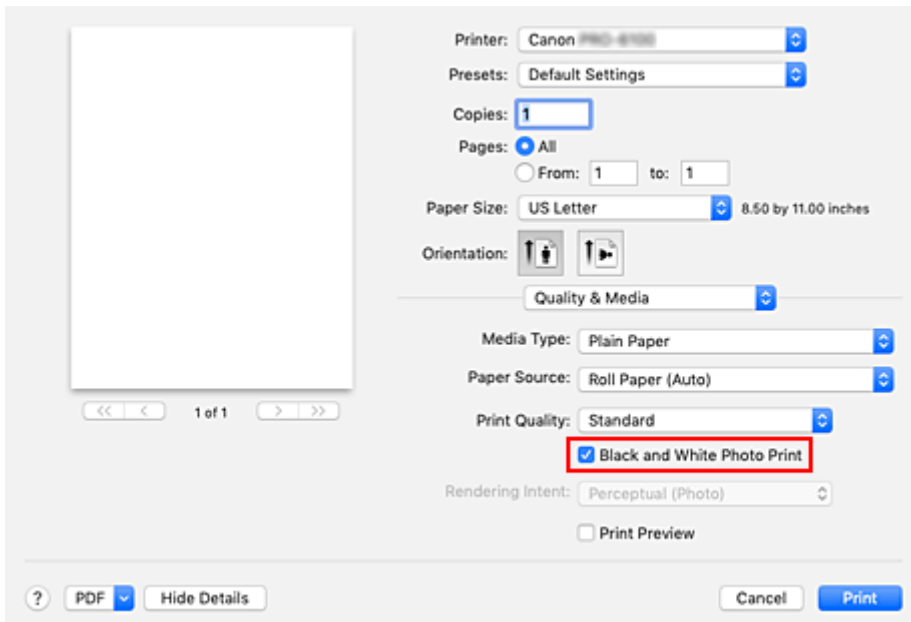 Printer: Canon
Presets: Default Settings
Copies: 1
Pages: All
From: 1 to: 1
Paper Size: US Letter 8.50 by 11.00 inches
Orientation:
Quality & Media
Media Type: Plain Paper
Paper Source: Roll Paper (Auto)
1 of 1
Print Quality: Standard
Black and White Photo Print
Rendering Intent: Perceptual (Photo)
Print Preview
? PDF Hide Details Cancel Print